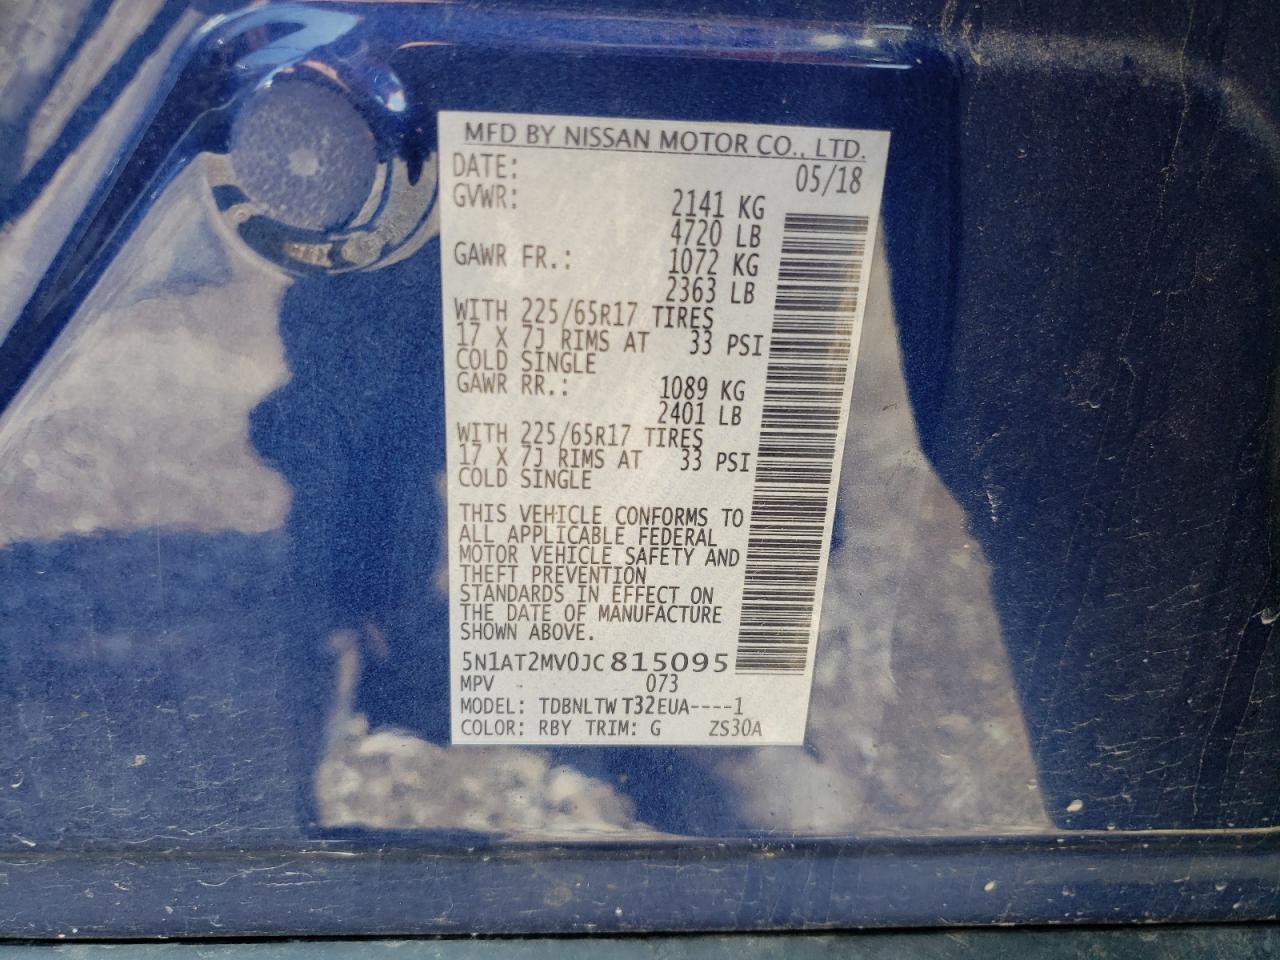 MFD BY NISSAN MOTOR CO., LTD.
DATE: 05/18
GVWR: 2141 KG
4720 LB
GAWR FR.: 1072 KG
2363 LB
WITH 225/65R17 TIRES
17 X 7J RIMS AT 33 PSI
COLD SINGLE
GAWR RR.: 1089 KG
2401 LB
WITH 225/65R17 TIRES
17 X 7J RIMS AT 33 PSI
COLD SINGLE
THIS VEHICLE CONFORMS TO
ALL APPLICABLE FEDERAL
MOTOR VEHICLE SAFETY AND
THEFT PREVENTION
STANDARDS IN EFFECT ON
THE DATE OF MANUFACTURE
SHOWN ABOVE.
5N1AT2MV0JC815095
MPV 073
MODEL: TDBNLTWT32EUA----1
COLOR: RBY TRIM: G ZS30A